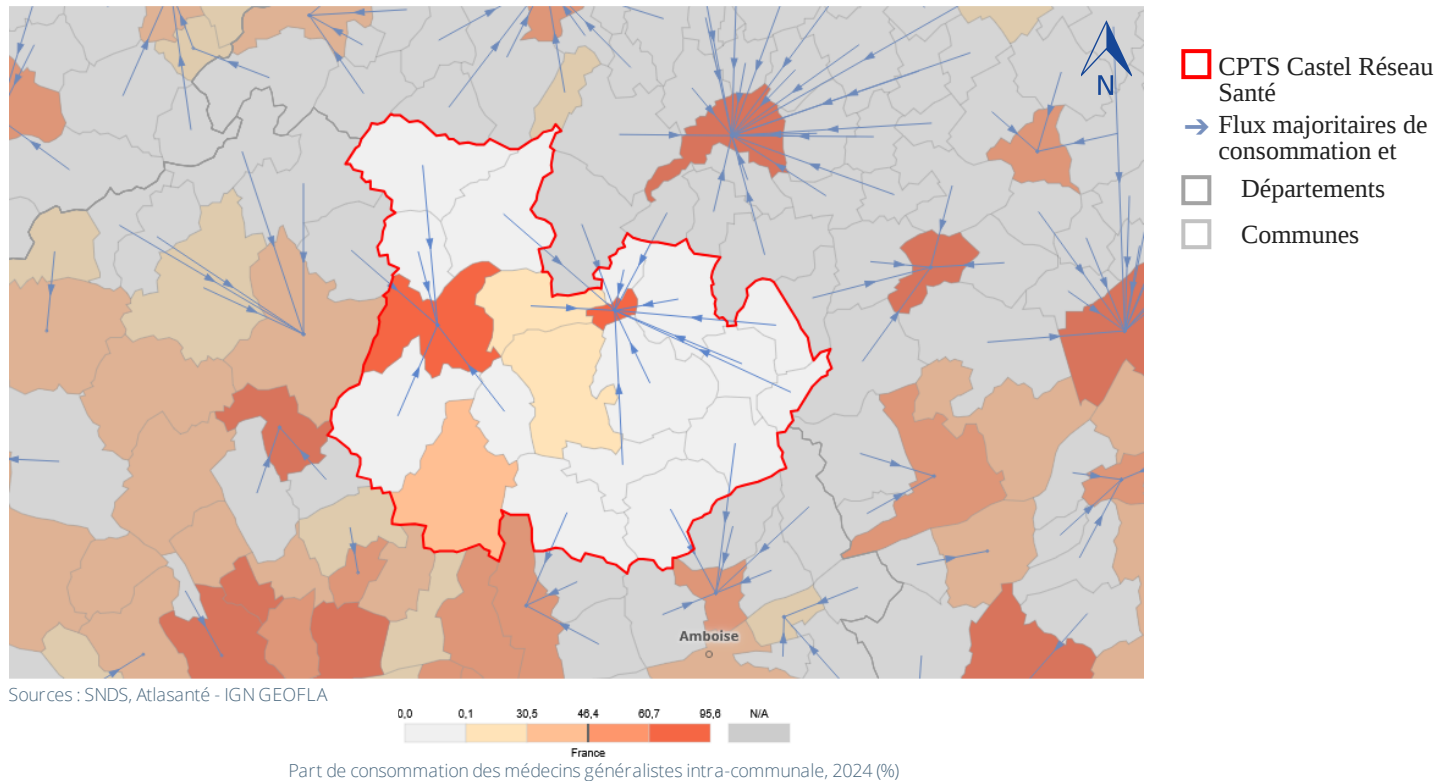 N
CPTS Castel Réseau
Santé
Flux majoritaires de
consommation et
Départements
Communes
Amboise
Sources : SNDS, Atlasanté - IGN GEOFLA
0,0 0,1 30,5 46,4 60,7 95,6 N/A
France
Part de consommation des médecins généralistes intra-communale, 2024 (%)